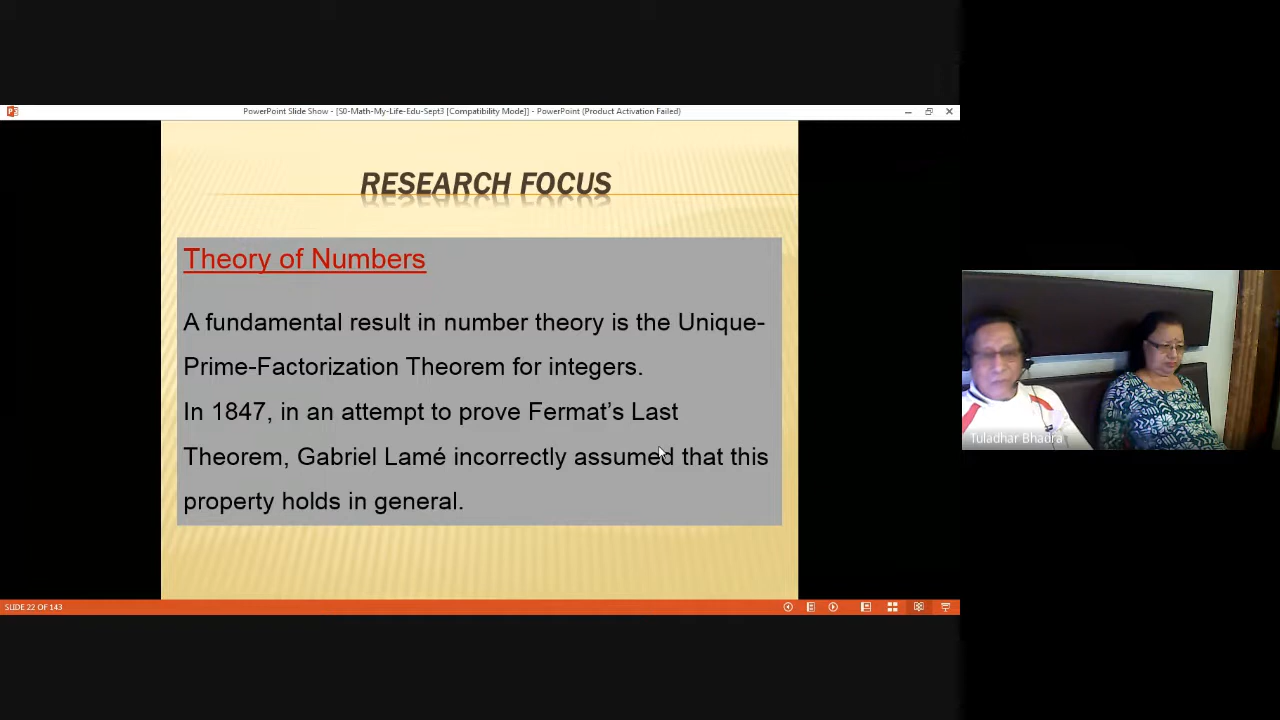 PowerPoint Slide Show - [S0-Math-My-Life-Edu-Sept3 [Compatibility Mode]] - PowerPoint (Product Activation Failed)
RESEARCH FOCUS
Theory of Numbers
A fundamental result in number theory is the Unique-
Prime-Factorization Theorem for integers.
In 1847, in an attempt to prove Fermat’s Last
Theorem, Gabriel Lamé incorrectly assumed that this
property holds in general.
Tuladhar Bhadra
SLIDE 22 OF 143